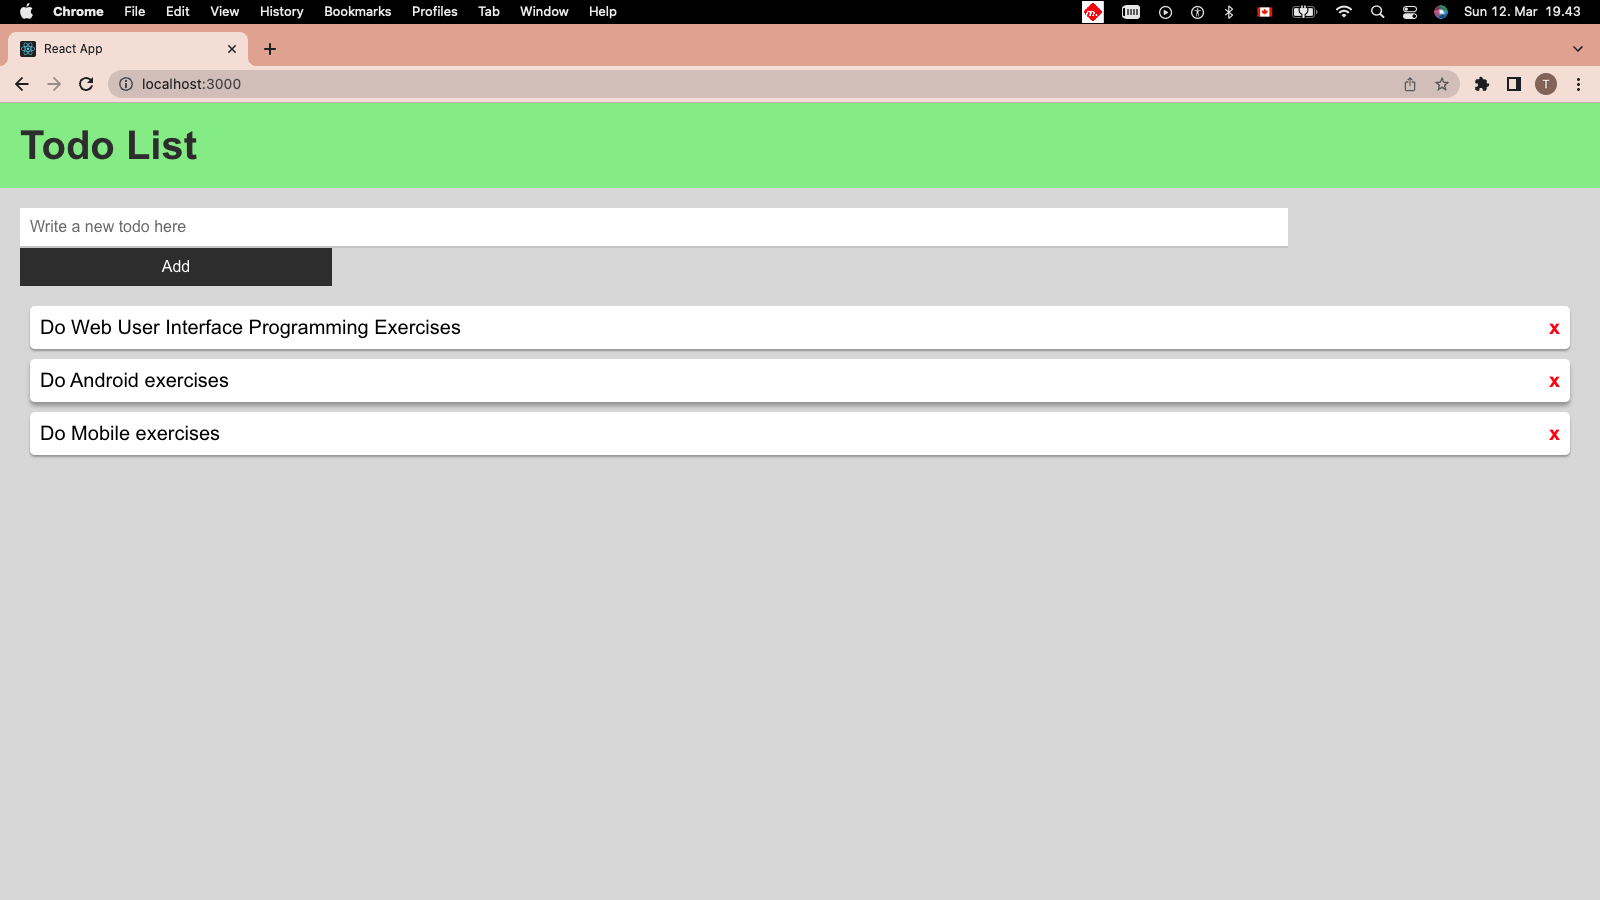 Chrome File Edit View History Bookmarks Profiles Tab Window Help Sun 12. Mar 19.43
React App
localhost:3000 T
Todo List
Write a new todo here
Add
Do Web User Interface Programming Exercises x
Do Android exercises x
Do Mobile exercises x